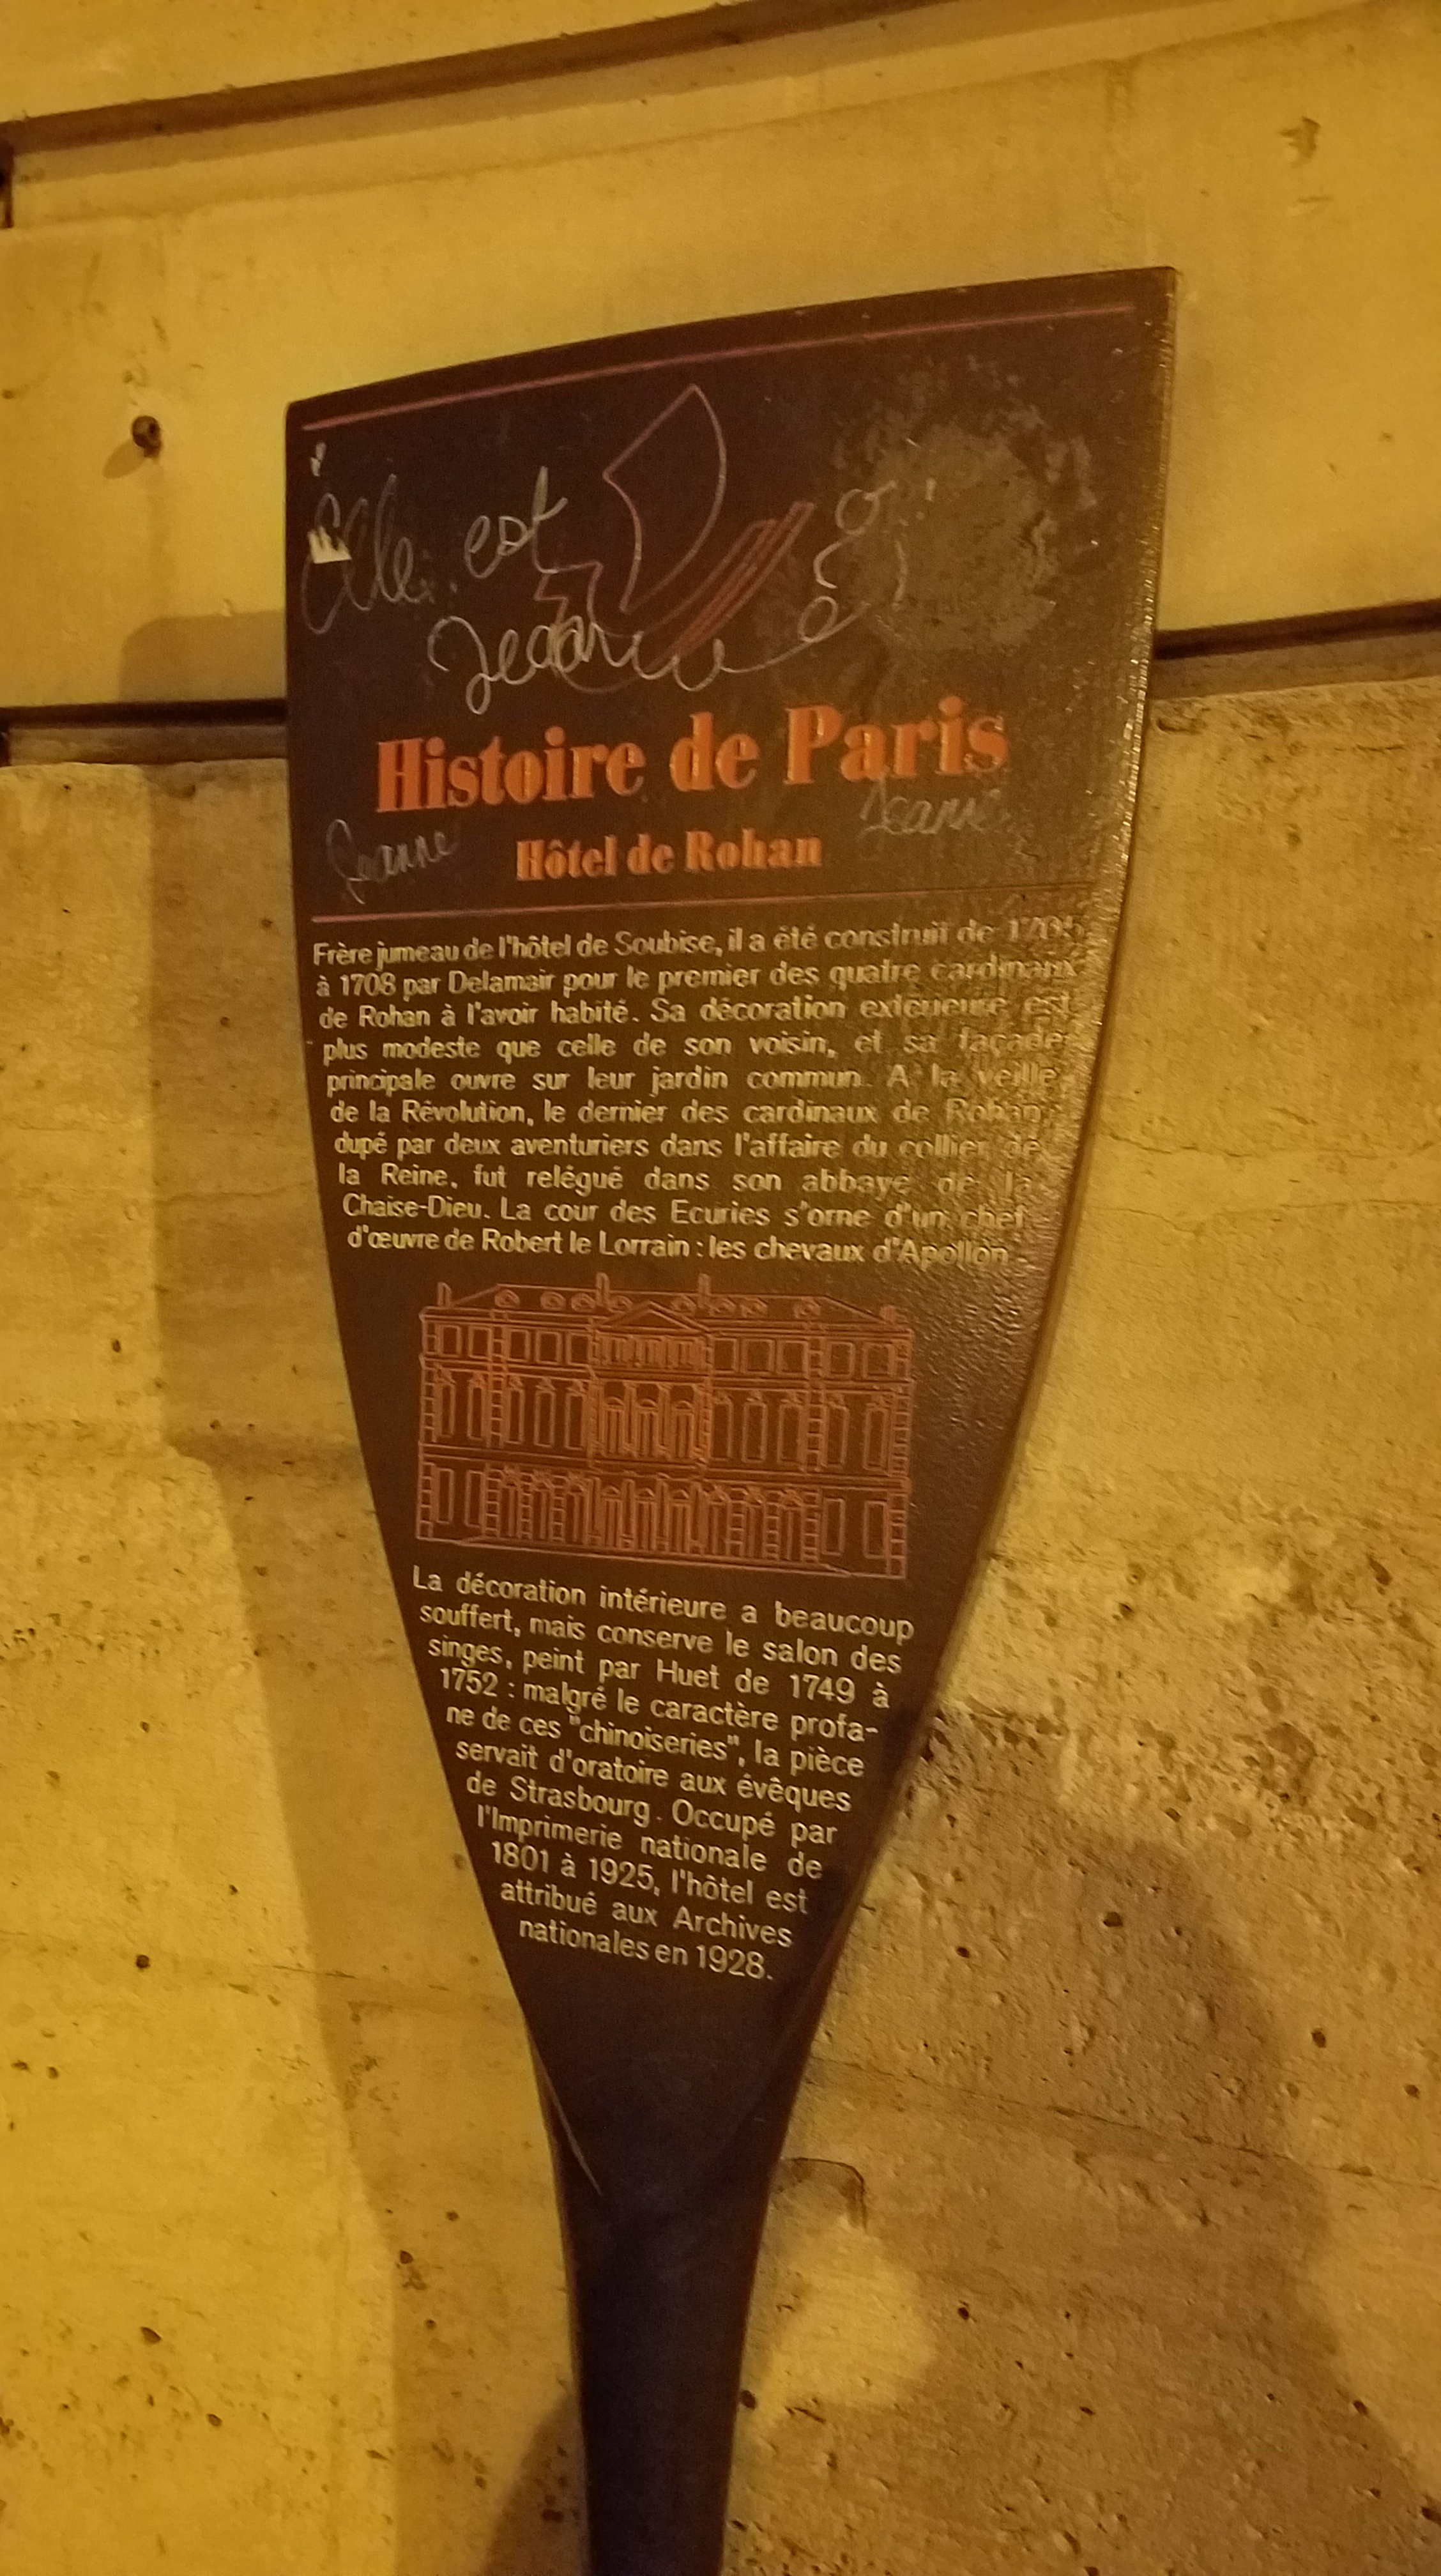 Elle est
Jeanne
Histoire de Paris
Jeanne
Jeanne
Hôtel de Rohan
Frère jumeau de l'hôtel de Soubise, il a été construit de 1705
à 1708 par Delamair pour le premier des quatre cardinaux
de Rohan à l'avoir habité. Sa décoration extérieure est
plus modeste que celle de son voisin, et sa façade
principale ouvre sur leur jardin commun. A la veille
de la Révolution, le dernier des cardinaux de Rohan,
dupé par deux aventuriers dans l'affaire du collier de
la Reine, fut relégué dans son abbaye de la
Chaise-Dieu. La cour des Ecuries s'orne d'un chef
d'œuvre de Robert le Lorrain : les chevaux d'Apollon.
La décoration intérieure a beaucoup
souffert, mais conserve le salon des
singes, peint par Huet de 1749 à
1752 : malgré le caractère profa-
ne de ces "chinoiseries", la pièce
servait d'oratoire aux évêques
de Strasbourg. Occupé par
l'Imprimerie nationale de
1801 à 1925, l'hôtel est
attribué aux Archives
nationales en 1928.